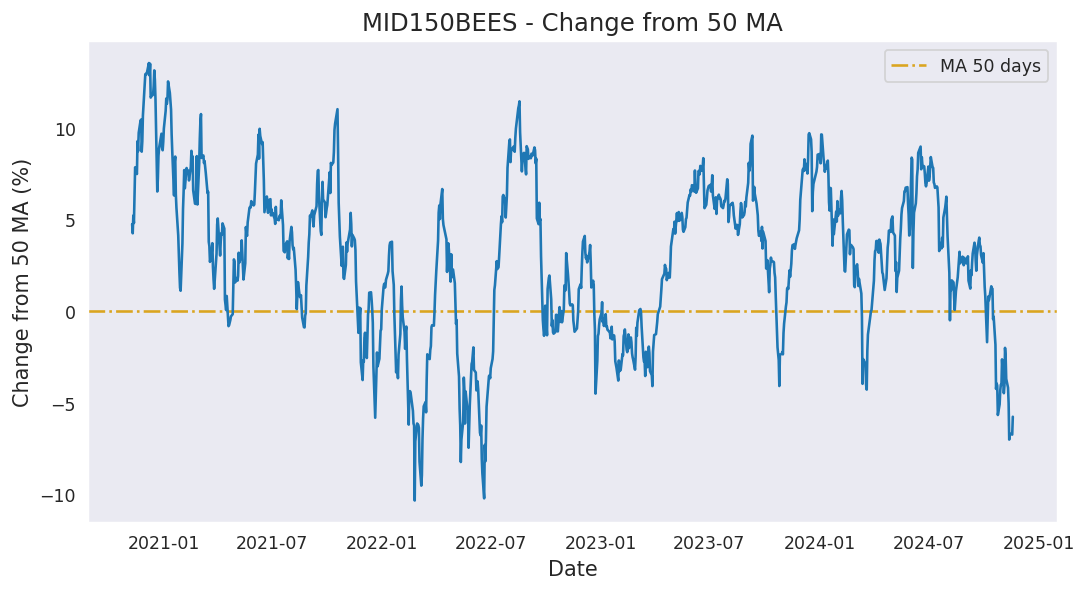 MID150BEES - Change from 50 MA
MA 50 days
Change from 50 MA (%)
10
5
0
−5
−10
2021-01 2021-07 2022-01 2022-07 2023-01 2023-07 2024-01 2024-07 2025-01
Date